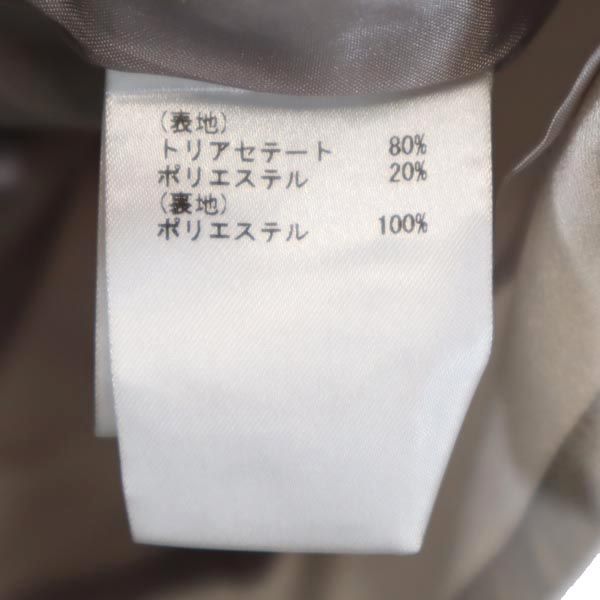 (表地)
トリアセテート 80%
ポリエステル 20%
(裏地)
ポリエステル 100%